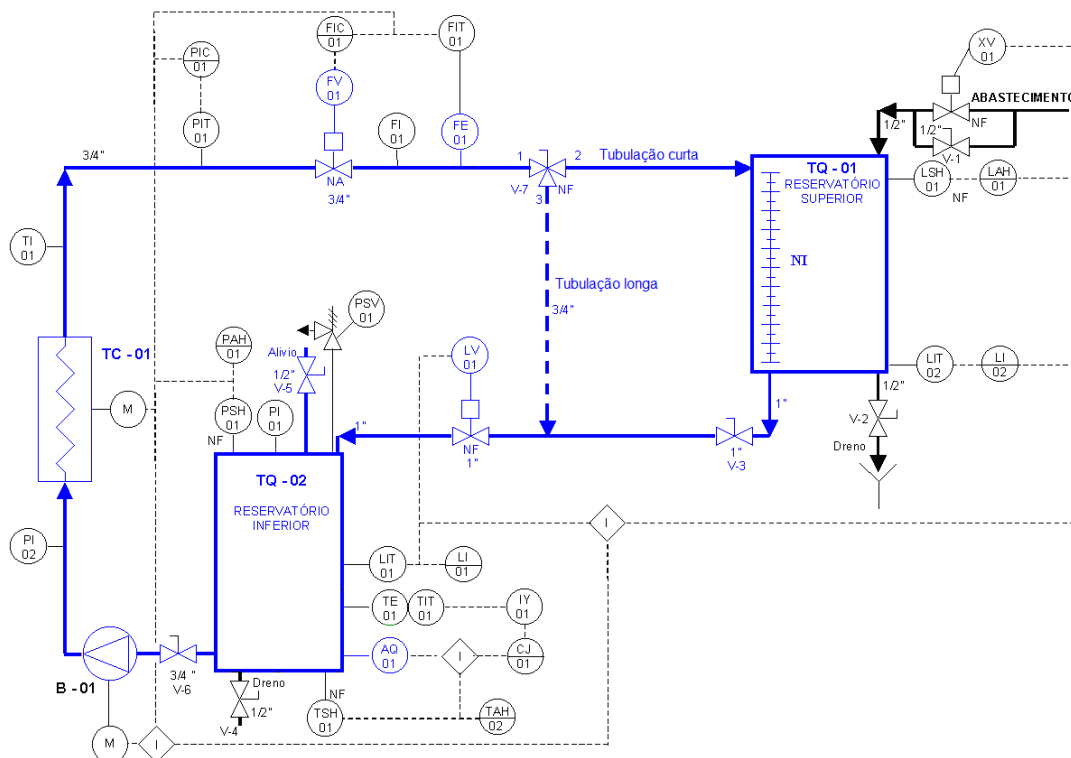 FIC
01
FIT
01
XV
01
PIC
01
FV
01
ABASTECIMENTO
1/2"
NF
1/2"
V-1
PIT
01
FI
01
FE
01
3/4"
NA
3/4"
1
2
V-7
NF
3
Tubulação curta
TQ - 01
RESERVATÓRIO
SUPERIOR
LSH
01
NF
LAH
01
TI
01
NI
Tubulação longa
3/4"
PSV
01
TC - 01
PAH
01
Alivio
1/2"
V-5
LV
01
LIT
02
LI
02
M
PSH
01
NF
PI
01
1"
NF
1"
1"
V-3
1"
1/2"
V-2
Dreno
TQ - 02
RESERVATÓRIO
INFERIOR
I
PI
02
LIT
01
LI
01
TE
01
TIT
01
IY
01
AQ
01
I
CJ
01
B - 01
3/4"
V-6
Dreno
1/2"
V-4
NF
TSH
01
TAH
02
M
I